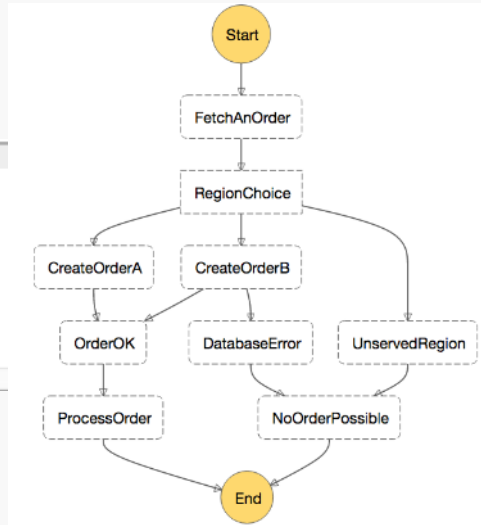 Start
FetchAnOrder
RegionChoice
CreateOrderA
CreateOrderB
OrderOK
DatabaseError
UnservedRegion
ProcessOrder
NoOrderPossible
End